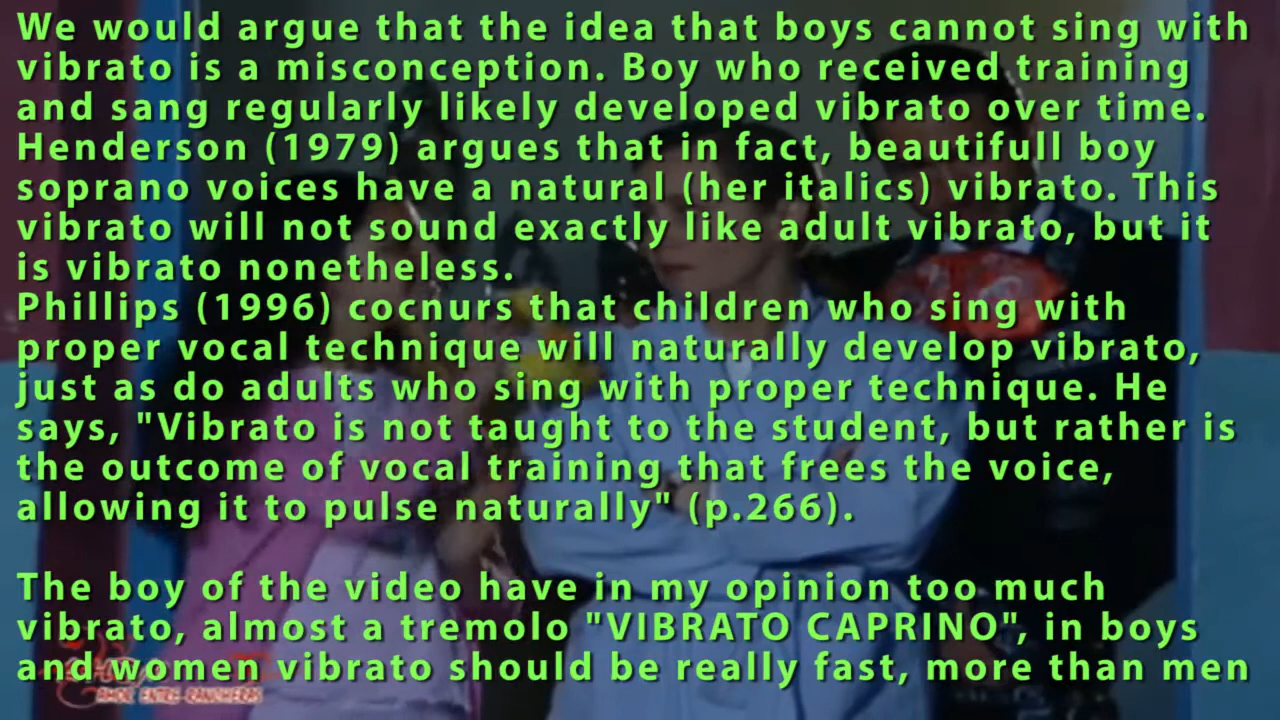 We would argue that the idea that boys cannot sing with
vibrato is a misconception. Boy who received training
and sang regularly likely developed vibrato over time.
Henderson (1979) argues that in fact, beautifull boy
soprano voices have a natural (her italics) vibrato. This
vibrato will not sound exactly like adult vibrato, but it
is vibrato nonetheless.
Phillips (1996) cocnurs that children who sing with
proper vocal technique will naturally develop vibrato,
just as do adults who sing with proper technique. He
says, "Vibrato is not taught to the student, but rather is
the outcome of vocal training that frees the voice,
allowing it to pulse naturally" (p.266).
The boy of the video have in my opinion too much
vibrato, almost a tremolo "VIBRATO CAPRINO", in boys
and women vibrato should be really fast, more than men
AMOR ENTRE RANCHERAS